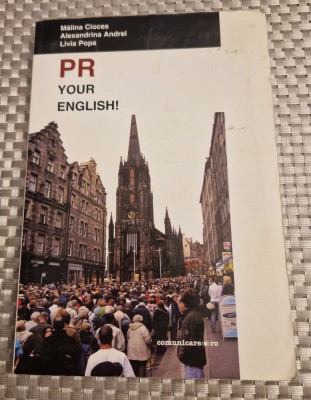 Mălina Ciocea
Alexandrina Andrei
Livia Popa
PR
YOUR
ENGLISH!
comunicare.ro